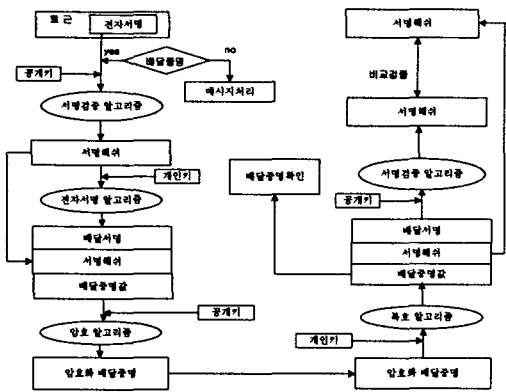 토큰
전자서명
yes
배달증명
no
공개키
메시지처리
서명검증 알고리즘
서명해쉬
개인키
전자서명 알고리즘
배달서명
서명해쉬
배달증명값
공개키
암호 알고리즘
암호화 배달증명
서명해쉬
비교검증
서명해쉬
서명검증 알고리즘
배달증명확인
공개키
배달서명
서명해쉬
배달증명값
복호 알고리즘
개인키
암호화 배달증명